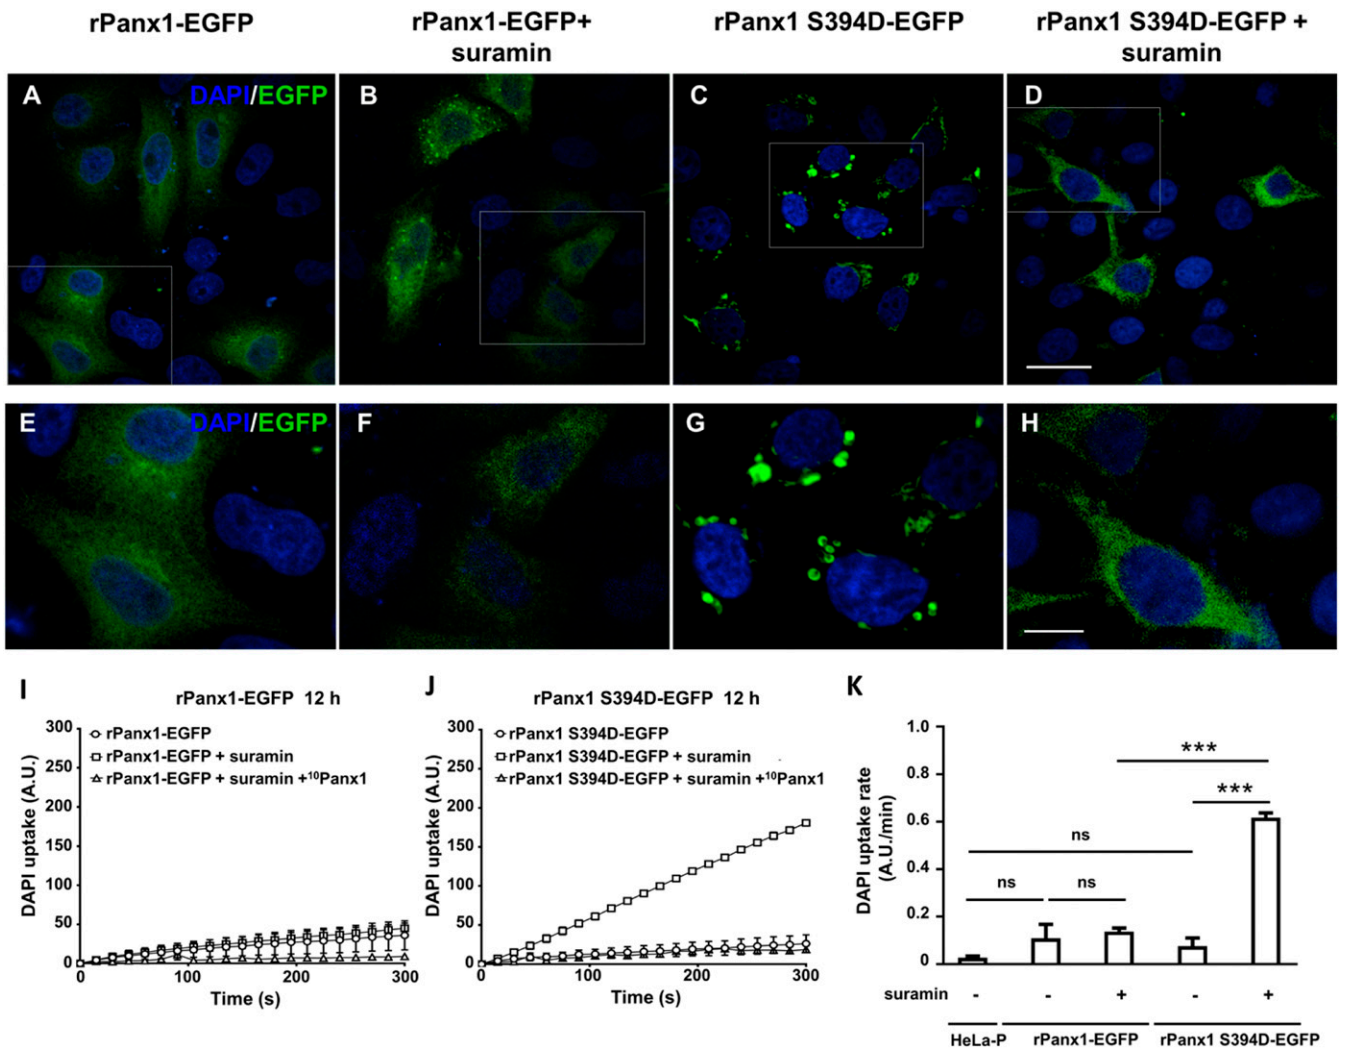 rPanx1-EGFP
rPanx1-EGFP+
suramin
rPanx1 S394D-EGFP
rPanx1 S394D-EGFP +
suramin
A
DAPI/EGFP
B
C
D
E
DAPI/EGFP
F
G
H
I
rPanx1-EGFP 12 h
300
250
200
150
100
50
0
DAPI uptake (A.U.)
rPanx1-EGFP
rPanx1-EGFP + suramin
rPanx1-EGFP + suramin +¹⁰Panx1
0
100
200
300
Time (s)
J
rPanx1 S394D-EGFP 12 h
300
250
200
150
100
50
0
DAPI uptake (A.U.)
rPanx1 S394D-EGFP
rPanx1 S394D-EGFP + suramin
rPanx1 S394D-EGFP + suramin +¹⁰Panx1
0
100
200
300
Time (s)
K
1.0
0.8
0.6
0.4
0.2
0
DAPI uptake rate
(A.U./min)
***
***
ns
ns
ns
suramin - - + - +
HeLa-P rPanx1-EGFP rPanx1 S394D-EGFP